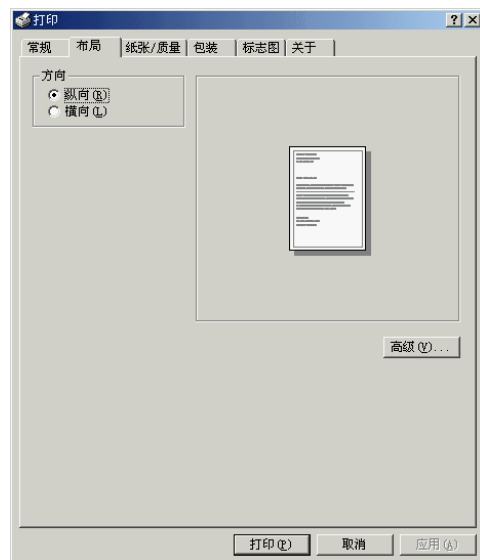 打印
常规 布局 纸张/质量 包装 标志图 关于
方向
纵向(R)
横向(L)
高级(V)...
打印(P) 取消 应用(A)